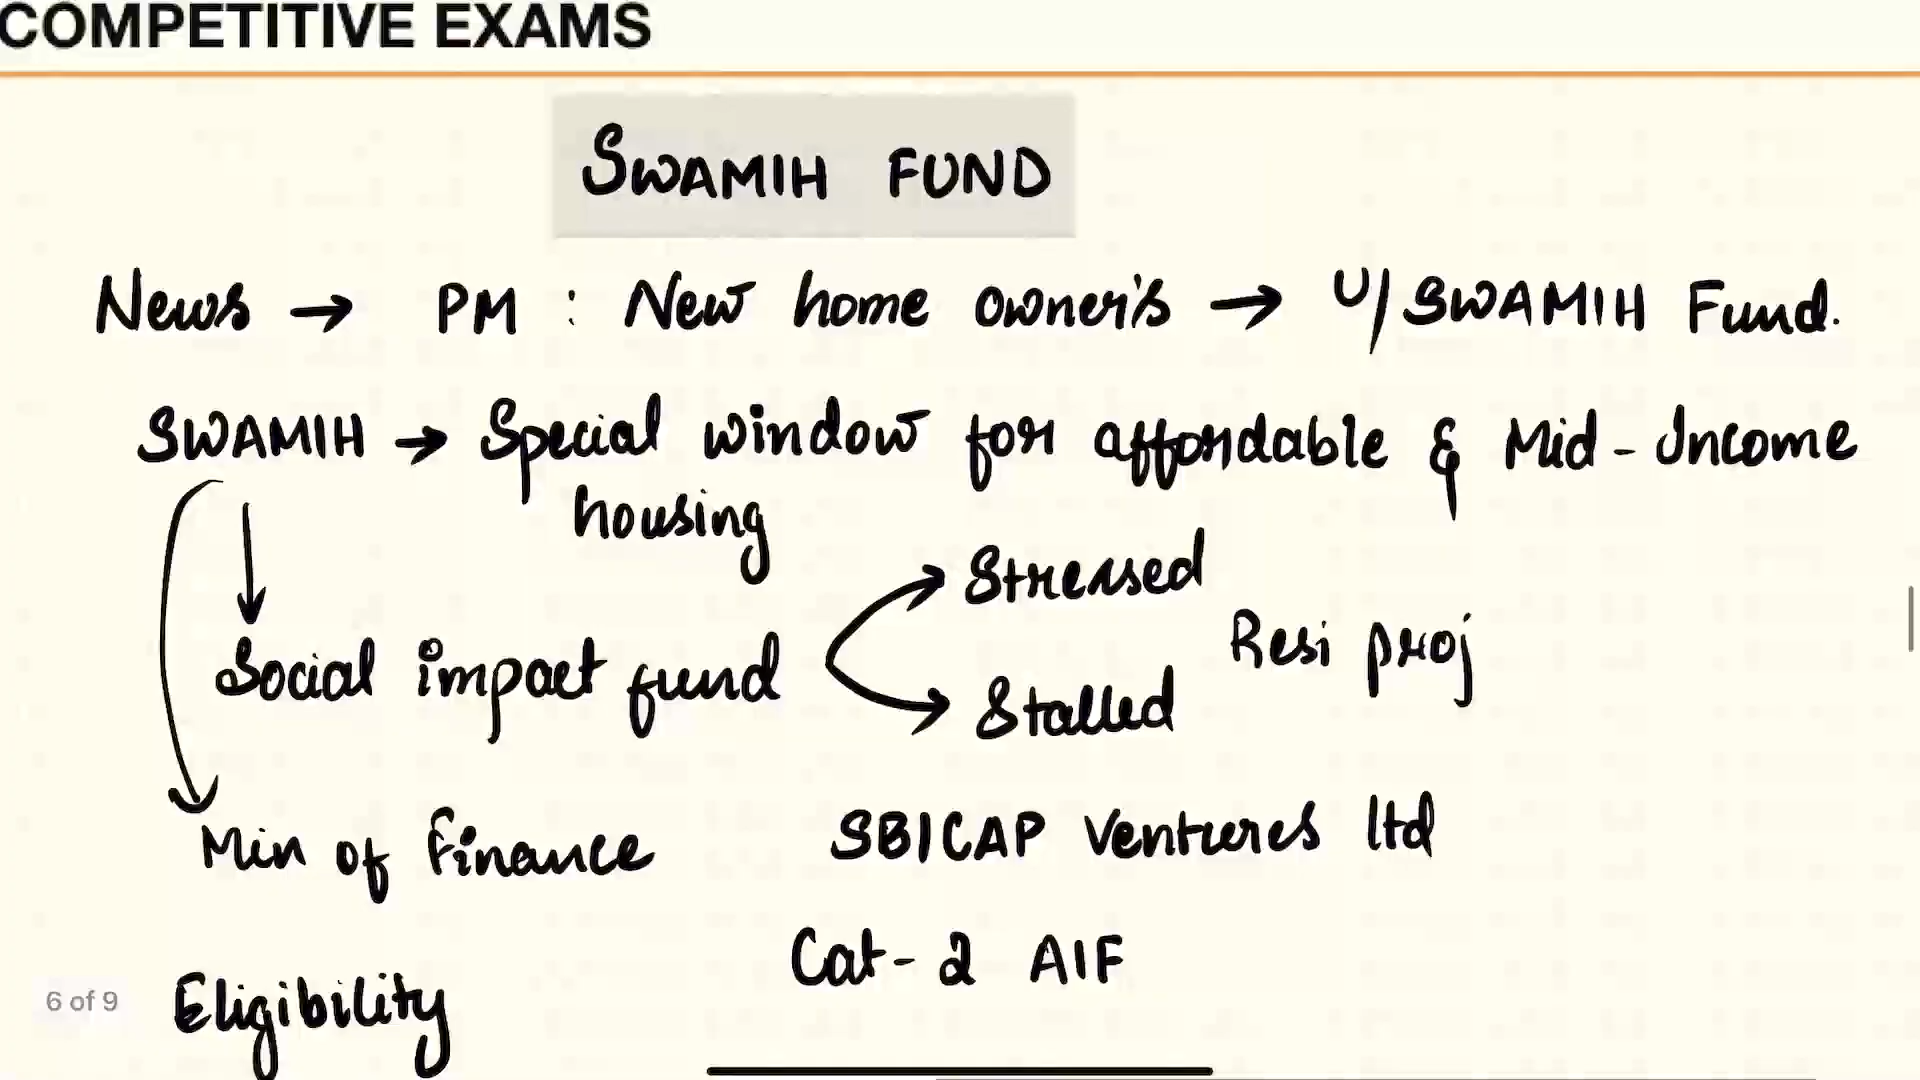 COMPETITIVE EXAMS
SWAMIH FUND
News → PM : New home owner's → U/SWAMIH Fund.
SWAMIH → Special window for affordable & Mid-Income
housing
Stressed
Resi proj
Social impact fund
Stalled
Min of finance
SBICAP Ventures ltd
Cat-2 AIF
6 of 9
Eligibility